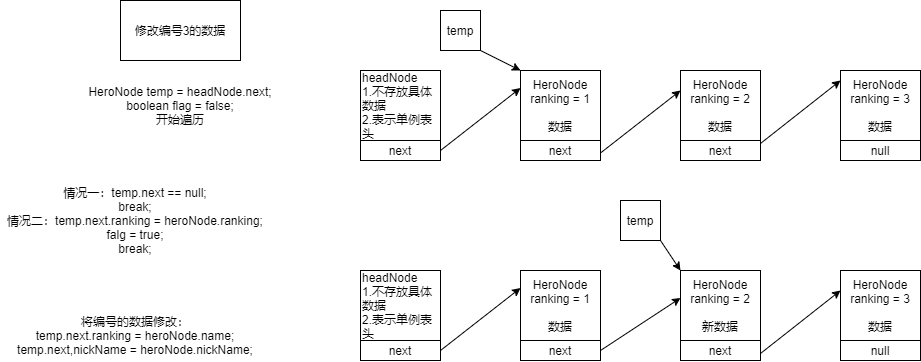 修改编号3的数据
HeroNode temp = headNode.next;
boolean flag = false;
开始遍历
temp
headNode
1.不存放具体
数据
2.表示单例表
头
next
HeroNode
ranking = 1
数据
next
HeroNode
ranking = 2
数据
next
HeroNode
ranking = 3
数据
null
情况一：temp.next == null;
break;
情况二：temp.next.ranking = heroNode.ranking;
falg = true;
break;
temp
将编号的数据修改：
temp.next.ranking = heroNode.name;
temp.next,nickName = heroNode.nickName;
headNode
1.不存放具体
数据
2.表示单例表
头
next
HeroNode
ranking = 1
数据
next
HeroNode
ranking = 2
新数据
next
HeroNode
ranking = 3
数据
null